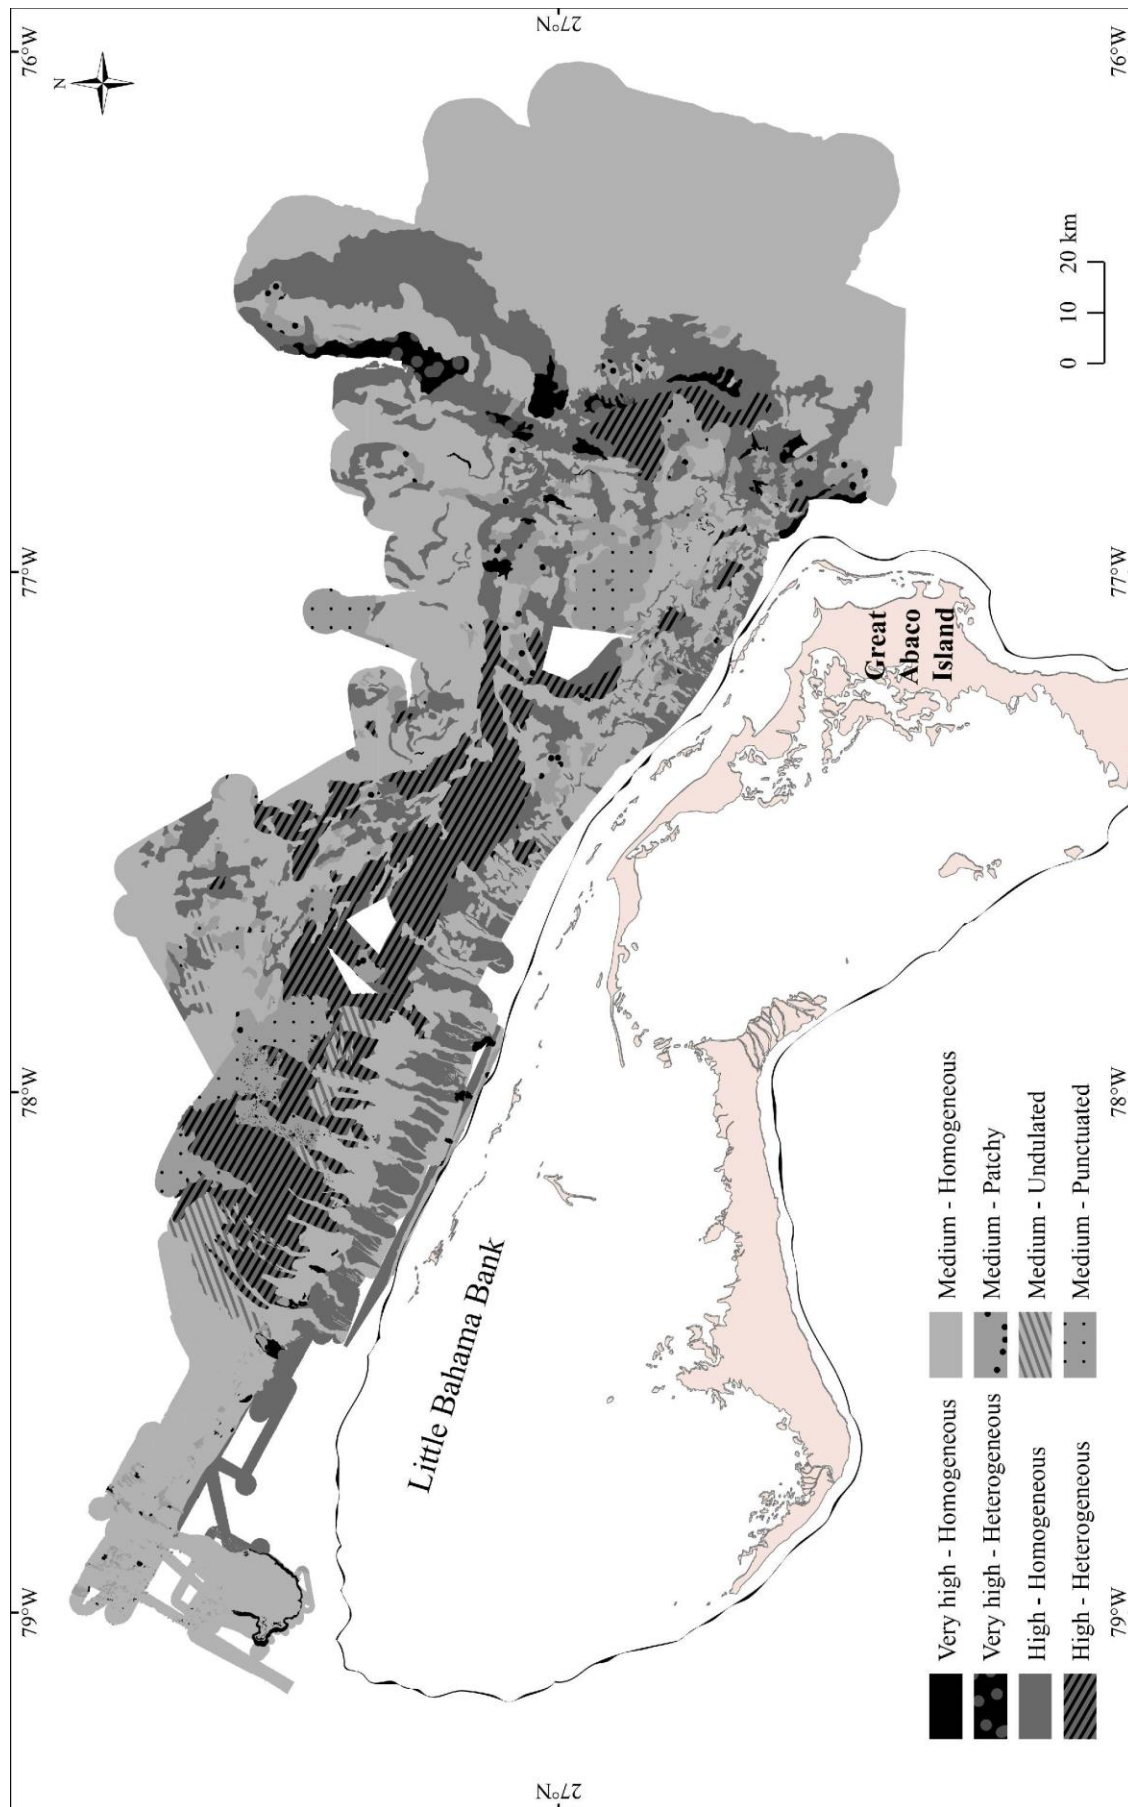 79°W
78°W
77°W
76°W
N
27°N
27°N
Little Bahama Bank
Great
Abaco
Island
Very high - Homogeneous
Very high - Heterogeneous
High - Homogeneous
High - Heterogeneous
Medium - Homogeneous
Medium - Patchy
Medium - Undulated
Medium - Punctuated
0 10 20 km
79°W
78°W
77°W
76°W